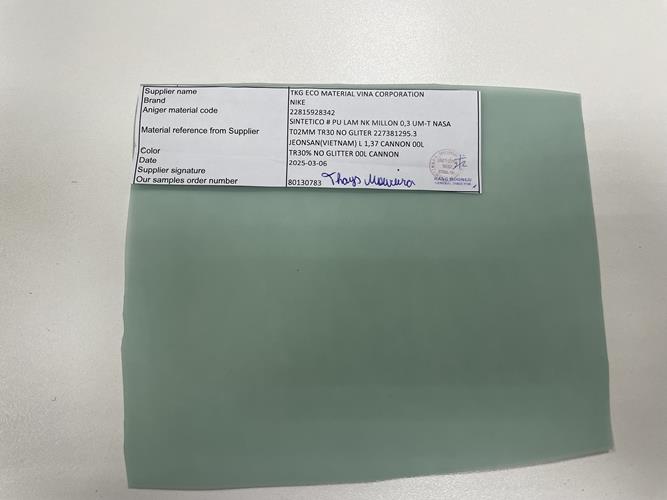 Supplier name TKG ECO MATERIAL VINA CORPORATION
Brand NIKE
Aniger material code 22815928342
SINTETICO # PU LAM NK MILLON 0,3 UM-T NASA
Material reference from Supplier T02MM TR30 NO GLITER 227381295.3
JEONSAN(VIETNAM) L 1,37 CANNON 00L
Color TR30% NO GLITTER 00L CANNON
Date 2025-03-06
Supplier signature
Our samples order number 80130783 Thays Moreira
GENERAL DIRECTOR